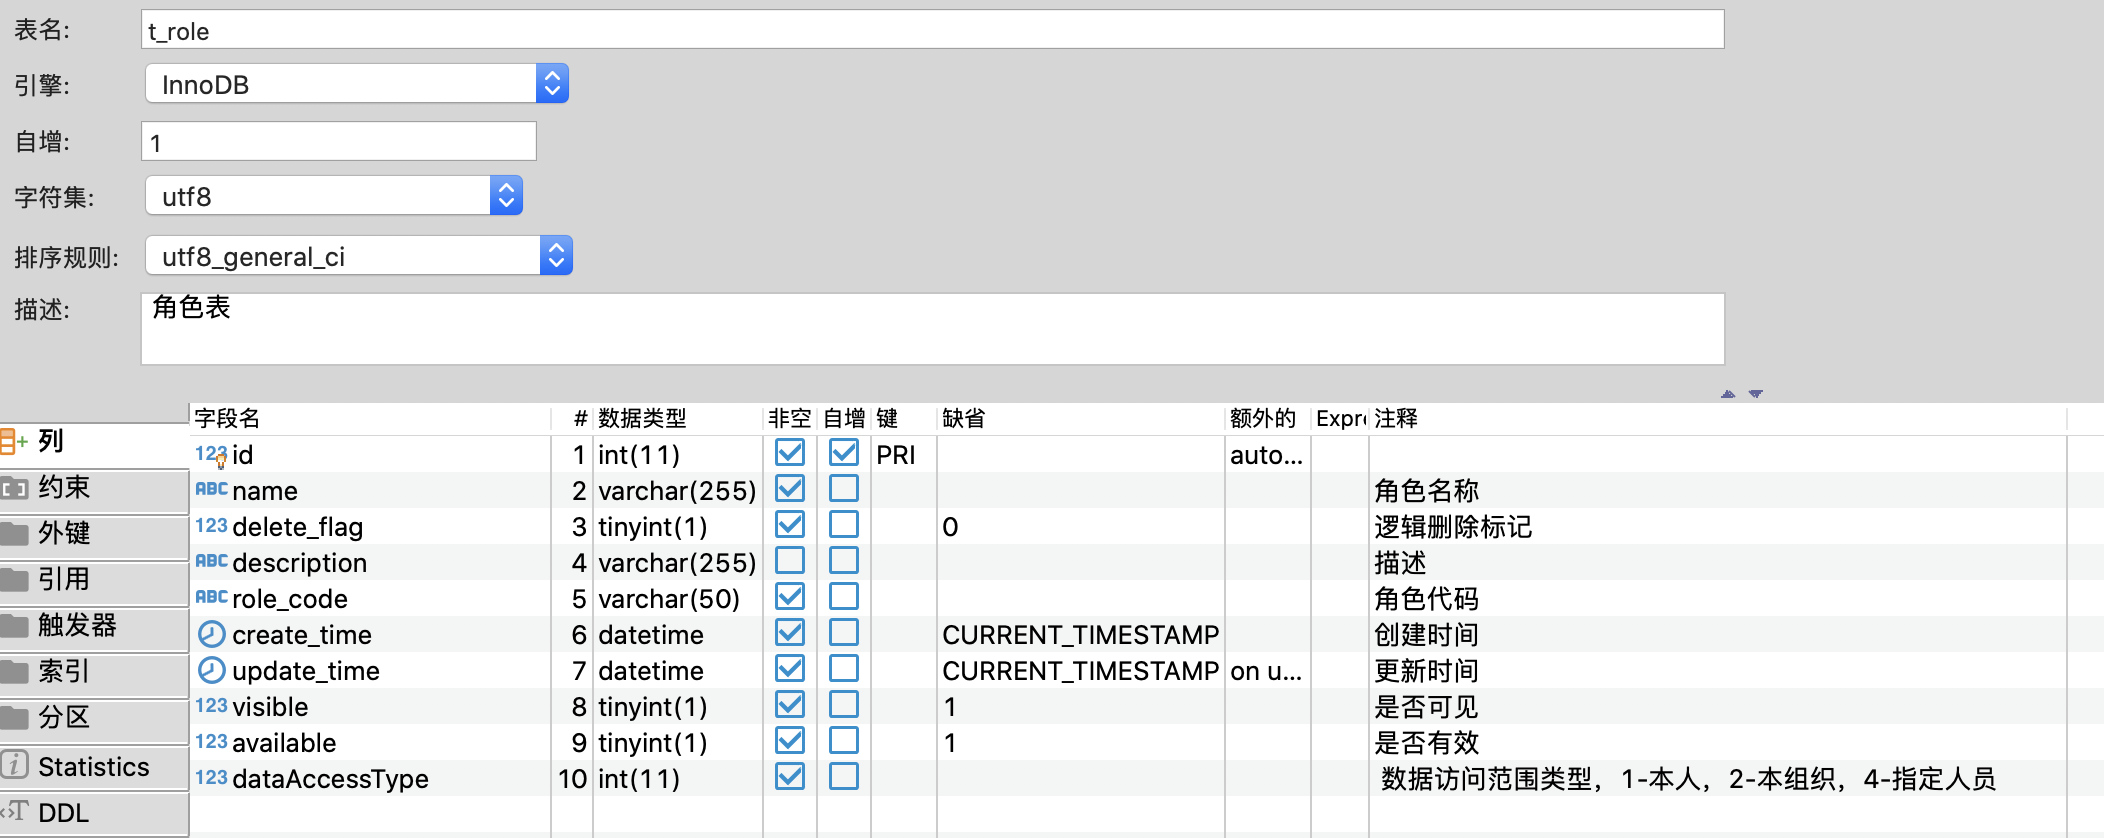 表名: t_role
引擎: InnoDB
自增: 1
字符集: utf8
排序规则: utf8_general_ci
描述: 角色表
列
约束
外键
引用
触发器
索引
分区
Statistics
DDL
字段名 # 数据类型 非空 自增 键 缺省 额外的 Expr 注释
123 id 1 int(11) PRI auto...
ABC name 2 varchar(255) 角色名称
123 delete_flag 3 tinyint(1) 0 逻辑删除标记
ABC description 4 varchar(255) 描述
ABC role_code 5 varchar(50) 角色代码
create_time 6 datetime CURRENT_TIMESTAMP 创建时间
update_time 7 datetime CURRENT_TIMESTAMP on u... 更新时间
123 visible 8 tinyint(1) 1 是否可见
123 available 9 tinyint(1) 1 是否有效
123 dataAccessType 10 int(11) 数据访问范围类型，1-本人，2-本组织，4-指定人员